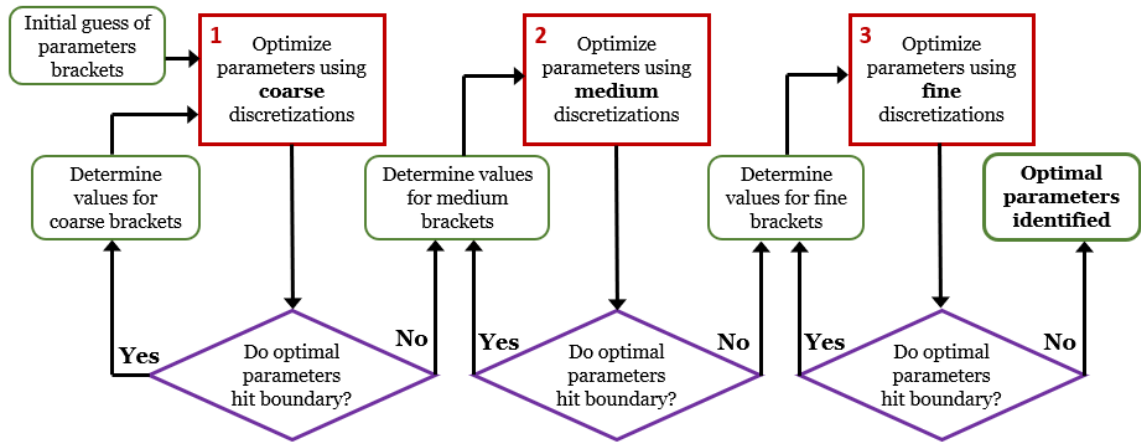 Initial guess of
parameters
brackets
1
Optimize
parameters using
coarse
discretizations
2
Optimize
parameters using
medium
discretizations
3
Optimize
parameters using
fine
discretizations
Determine
values for
coarse brackets
Determine values
for medium
brackets
Determine
values for fine
brackets
Optimal
parameters
identified
Yes
Do optimal
parameters
hit boundary?
No
Yes
Do optimal
parameters
hit boundary?
No
Yes
Do optimal
parameters
hit boundary?
No